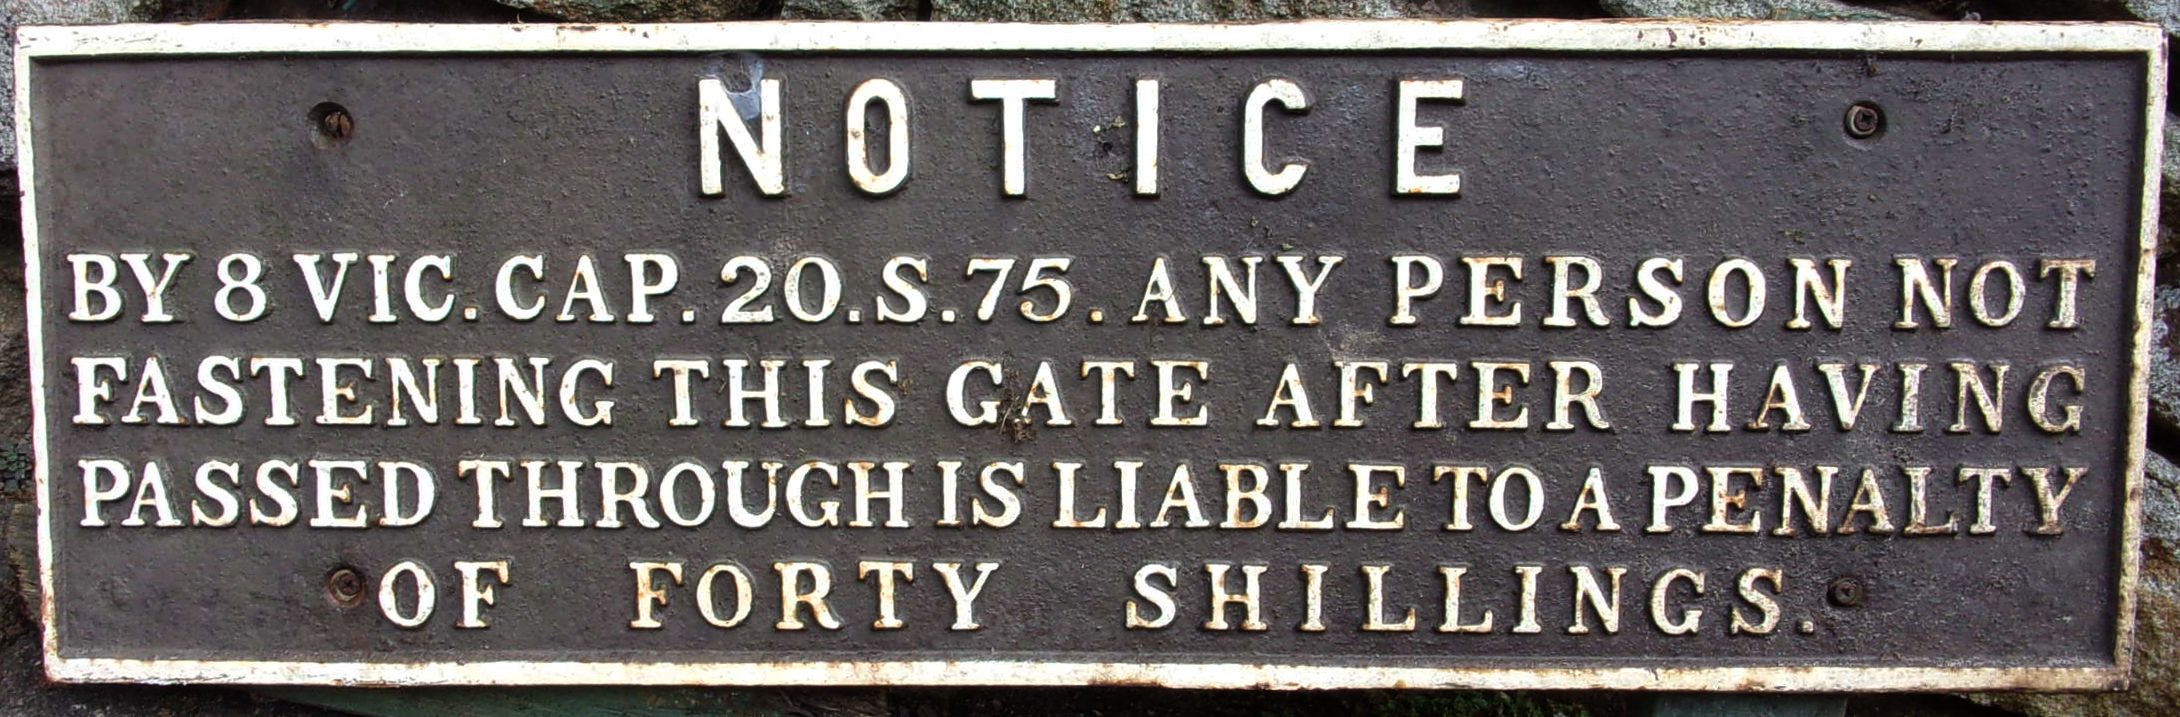 NOTICE
BY 8 VIC. CAP. 20. S. 75. ANY PERSON NOT
FASTENING THIS GATE AFTER HAVING
PASSED THROUGH IS LIABLE TO A PENALTY
OF FORTY SHILLINGS.